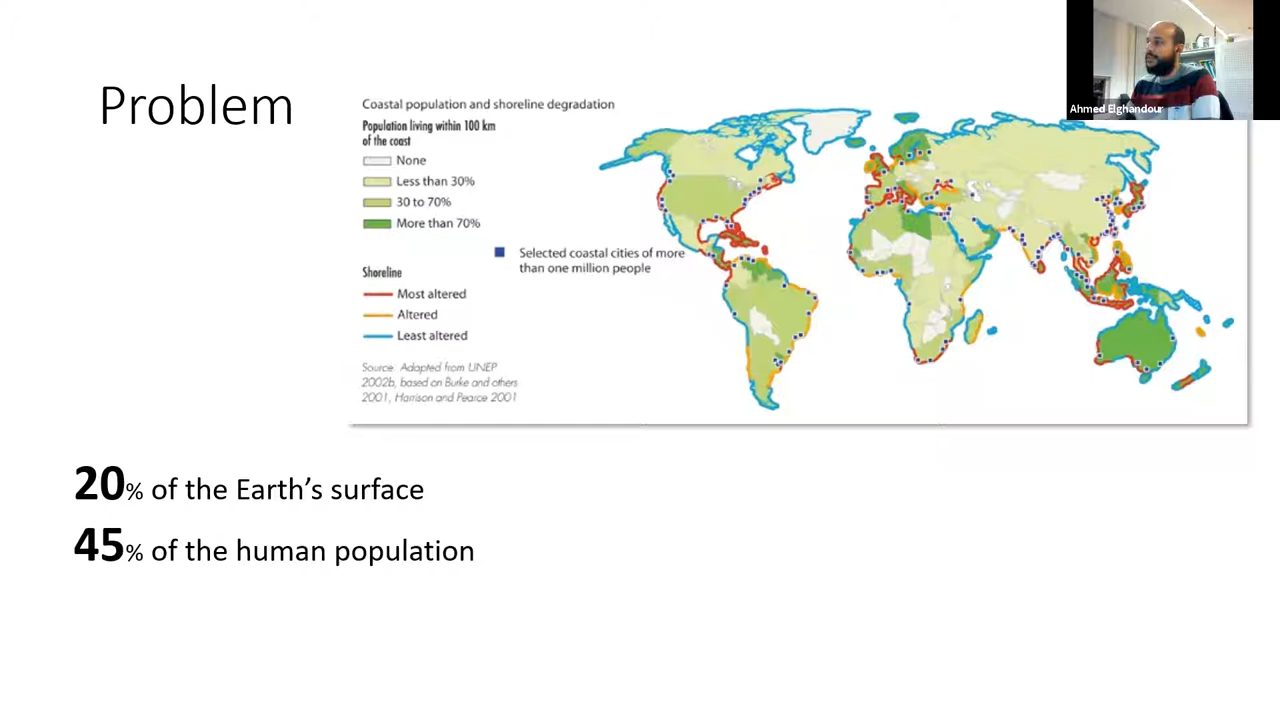 Problem
Coastal population and shoreline degradation
Population living within 100 km
of the coast
None
Less than 30%
30 to 70%
More than 70%
Selected coastal cities of more
than one million people
Shoreline
Most altered
Altered
Least altered
Source Adapted from UNEP
2002b, based on Burke and others
2001, Harrison and Pearce 2001
20% of the Earth’s surface
45% of the human population
Ahmed Elghandour